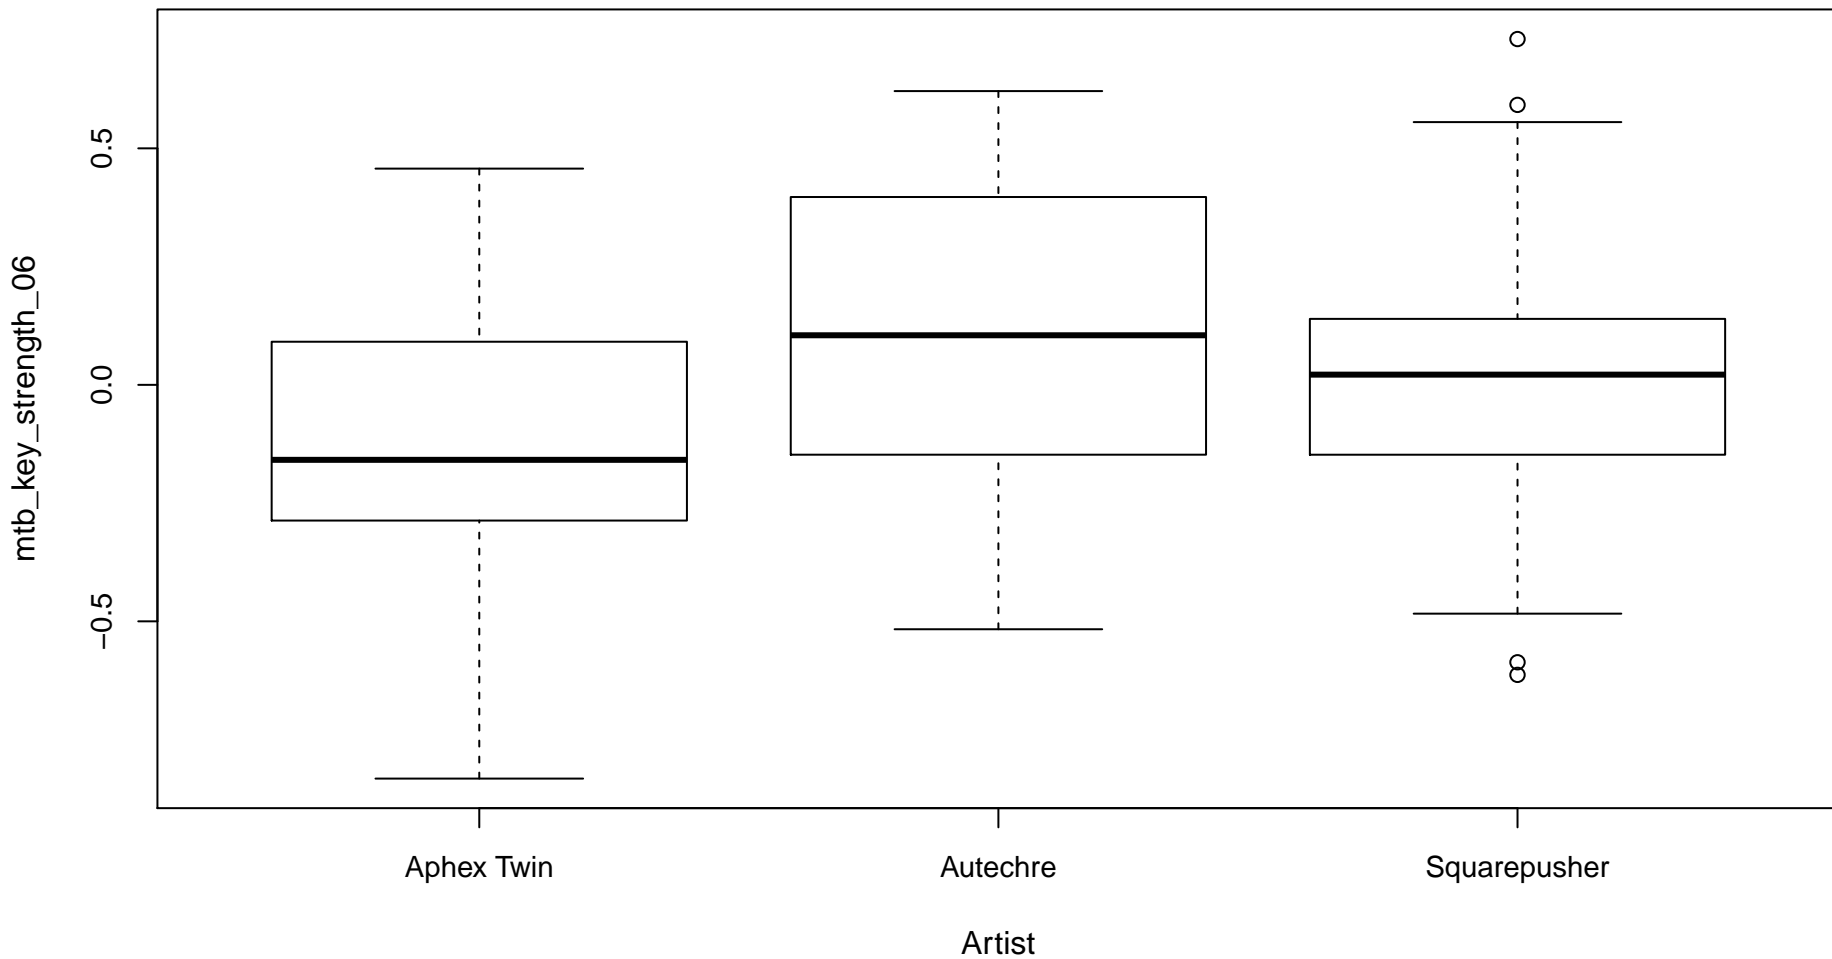 mtb_key_strength_06
0.5
0.0
−0.5
Aphex Twin
Autechre
Squarepusher
Artist